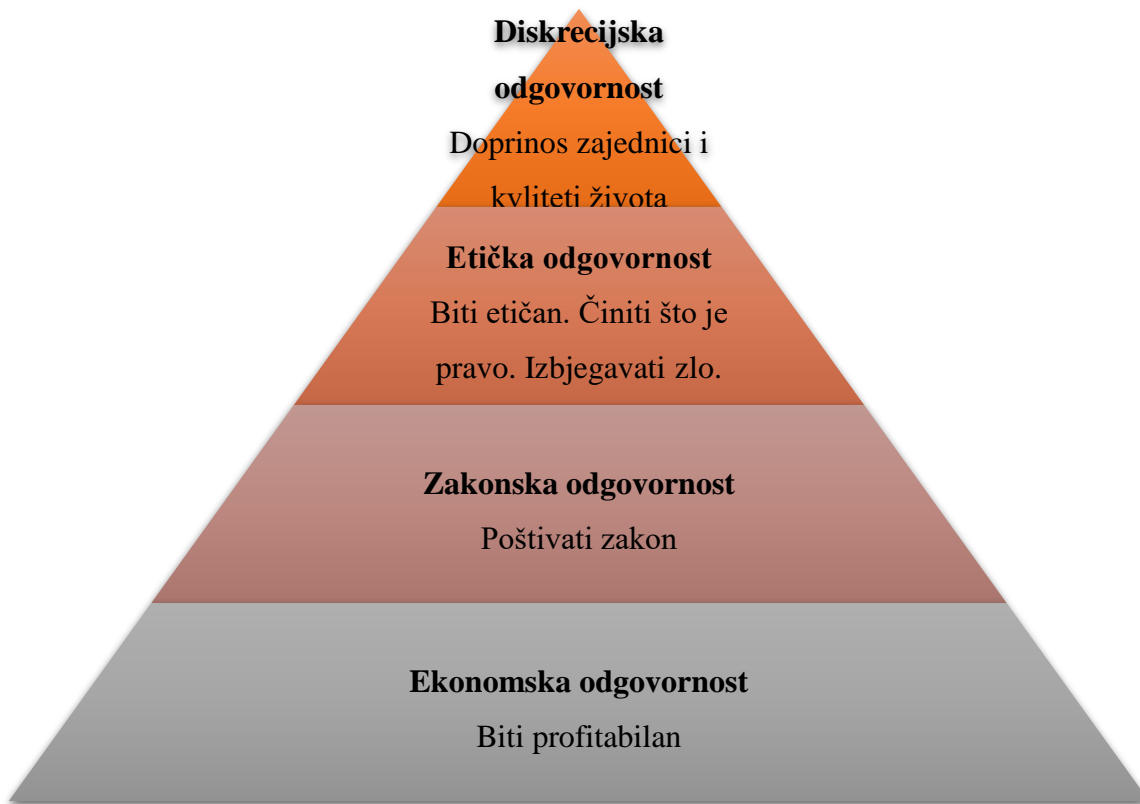 Diskrecijska
odgovornost
Doprinos zajednici i
kvliteti života
Etička odgovornost
Biti etičan. Činiti što je
pravo. Izbjegavati zlo.
Zakonska odgovornost
Poštivati zakon
Ekonomska odgovornost
Biti profitabilan